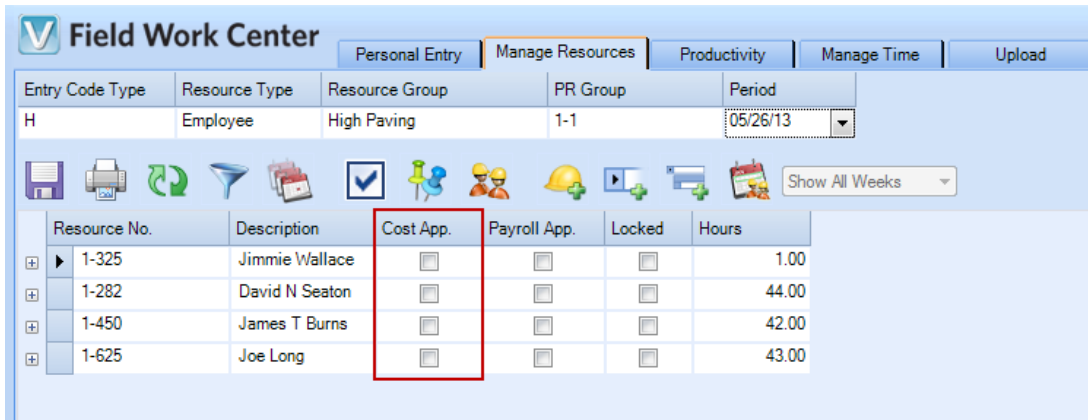 V Field Work Center
Personal Entry Manage Resources Productivity Manage Time Upload
Entry Code Type Resource Type Resource Group PR Group Period
H Employee High Paving 1-1 05/26/13
Show All Weeks
Resource No. Description Cost App. Payroll App. Locked Hours
1-325 Jimmie Wallace 1.00
1-282 David N Seaton 44.00
1-450 James T Burns 42.00
1-625 Joe Long 43.00